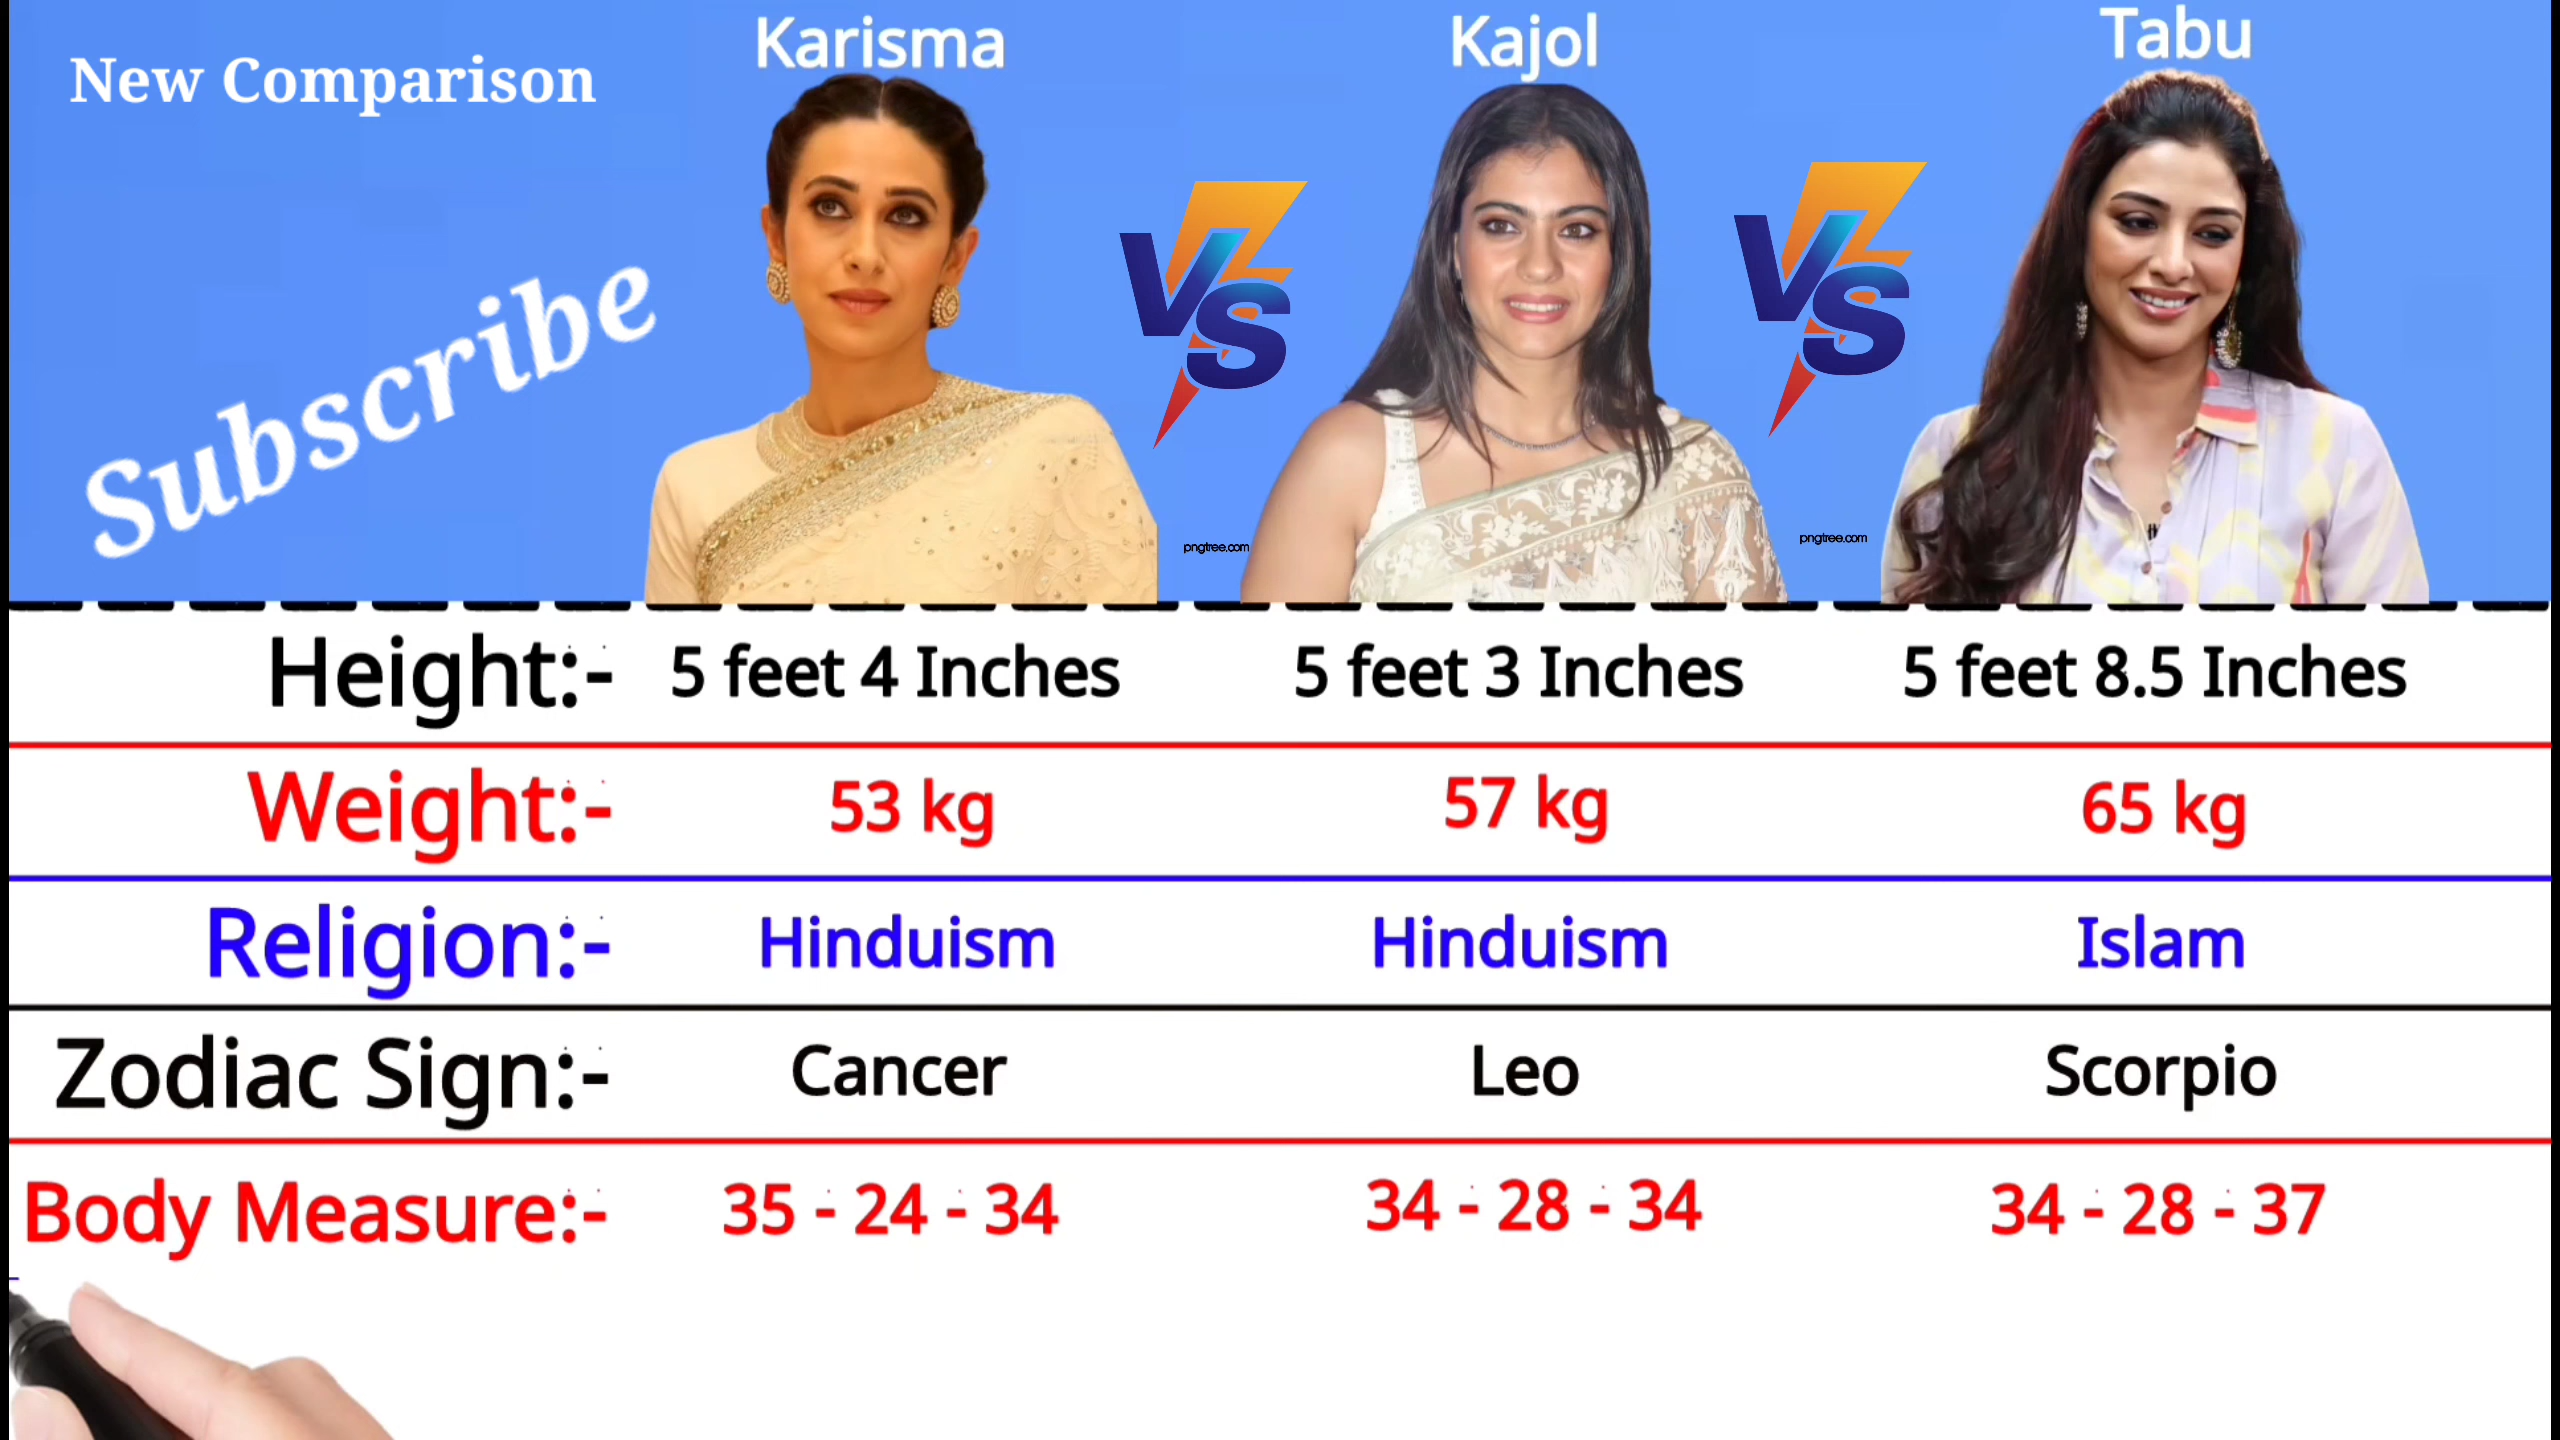 New Comparison
Karisma
Kajol
Tabu
Subscribe
VS
VS
pngtree.com
pngtree.com
Height:- 5 feet 4 Inches 5 feet 3 Inches 5 feet 8.5 Inches
Weight:- 53 kg 57 kg 65 kg
Religion:- Hinduism Hinduism Islam
Zodiac Sign:- Cancer Leo Scorpio
Body Measure:- 35 - 24 - 34 34 - 28 - 34 34 - 28 - 37